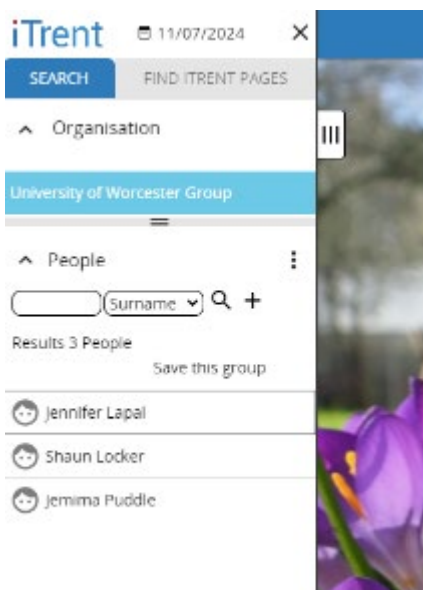 iTrent 11/07/2024
SEARCH FIND ITRENT PAGES
Organisation
University of Worcester Group
People
Surname
Results 3 People
Save this group
Jennifer Lapal
Shaun Locker
Jemima Puddle